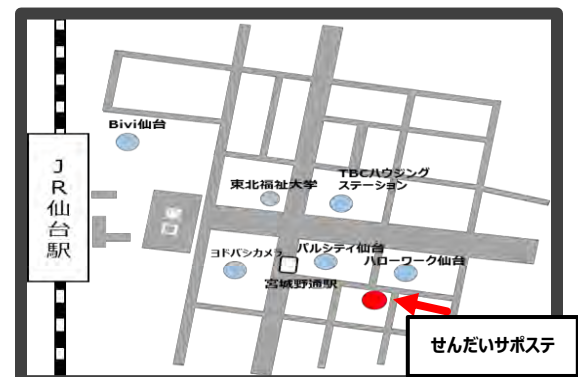 Bivi仙台
JR仙台駅
東口
東北福祉大学
TBCハウジング
ステーション
ヨドバシカメラ
パルシティ仙台
ハローワーク仙台
宮城野通駅
せんだいサポステ